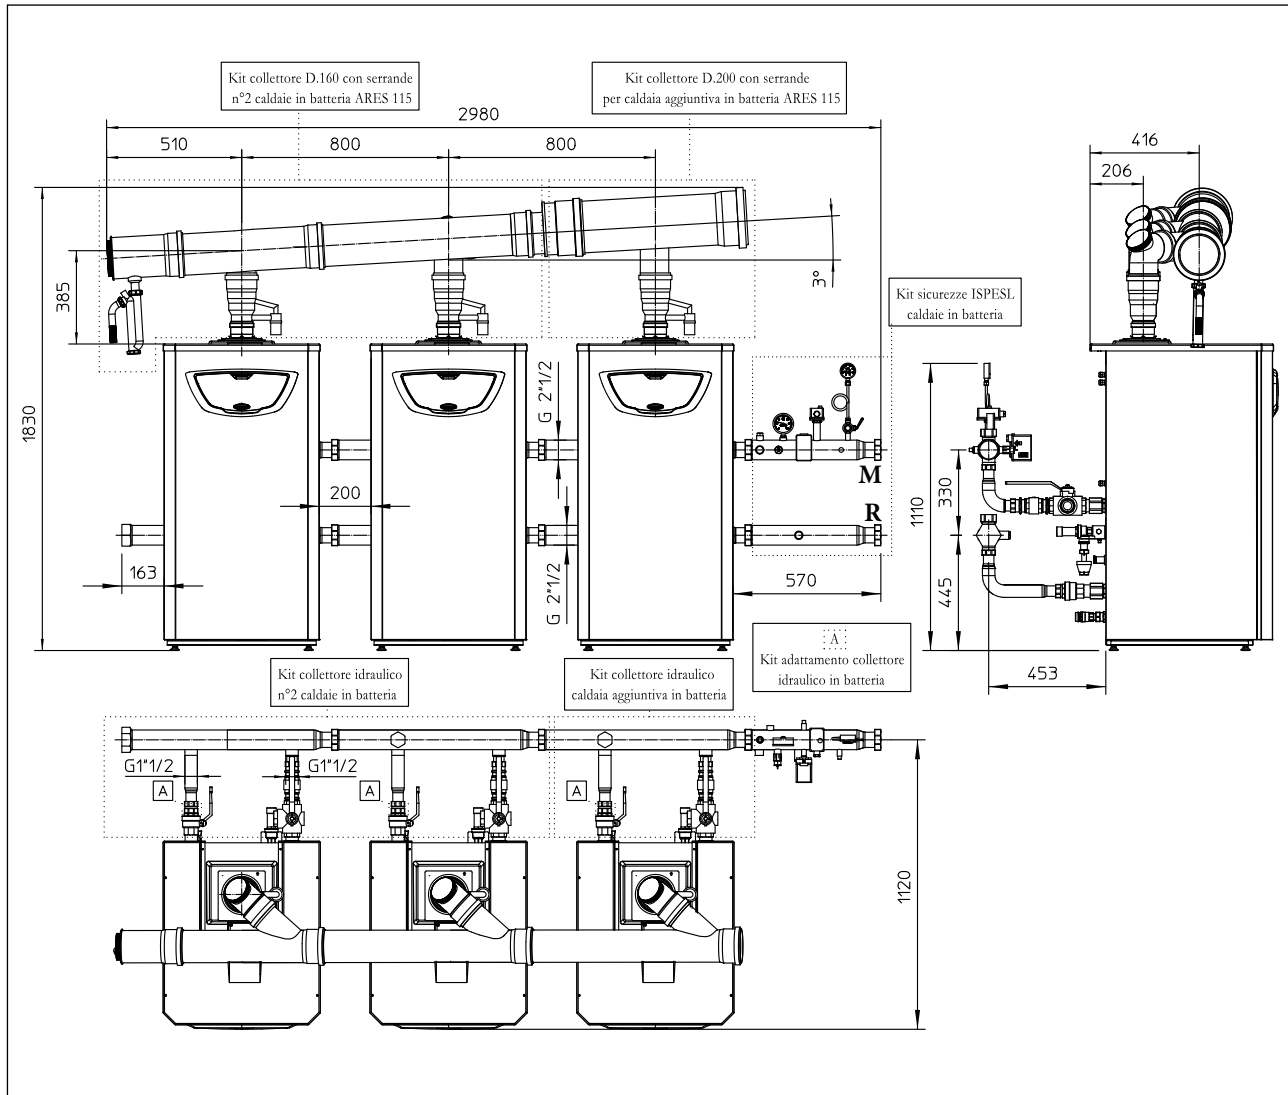 Kit collettore D.160 con serrande
n°2 caldaie in batteria ARES 115
Kit collettore D.200 con serrande
per caldaia aggiuntiva in batteria ARES 115
2980
510
800
800
416
206
385
3°
Kit sicurezze ISPESL
caldaie in batteria
1830
G 2"1/2
M
200
R
1110
330
163
G 2"1/2
570
445
453
Kit collettore idraulico
n°2 caldaie in batteria
Kit collettore idraulico
caldaia aggiuntiva in batteria
A
Kit adattamento collettore
idraulico in batteria
G1"1/2
G1"1/2
A
A
A
1120